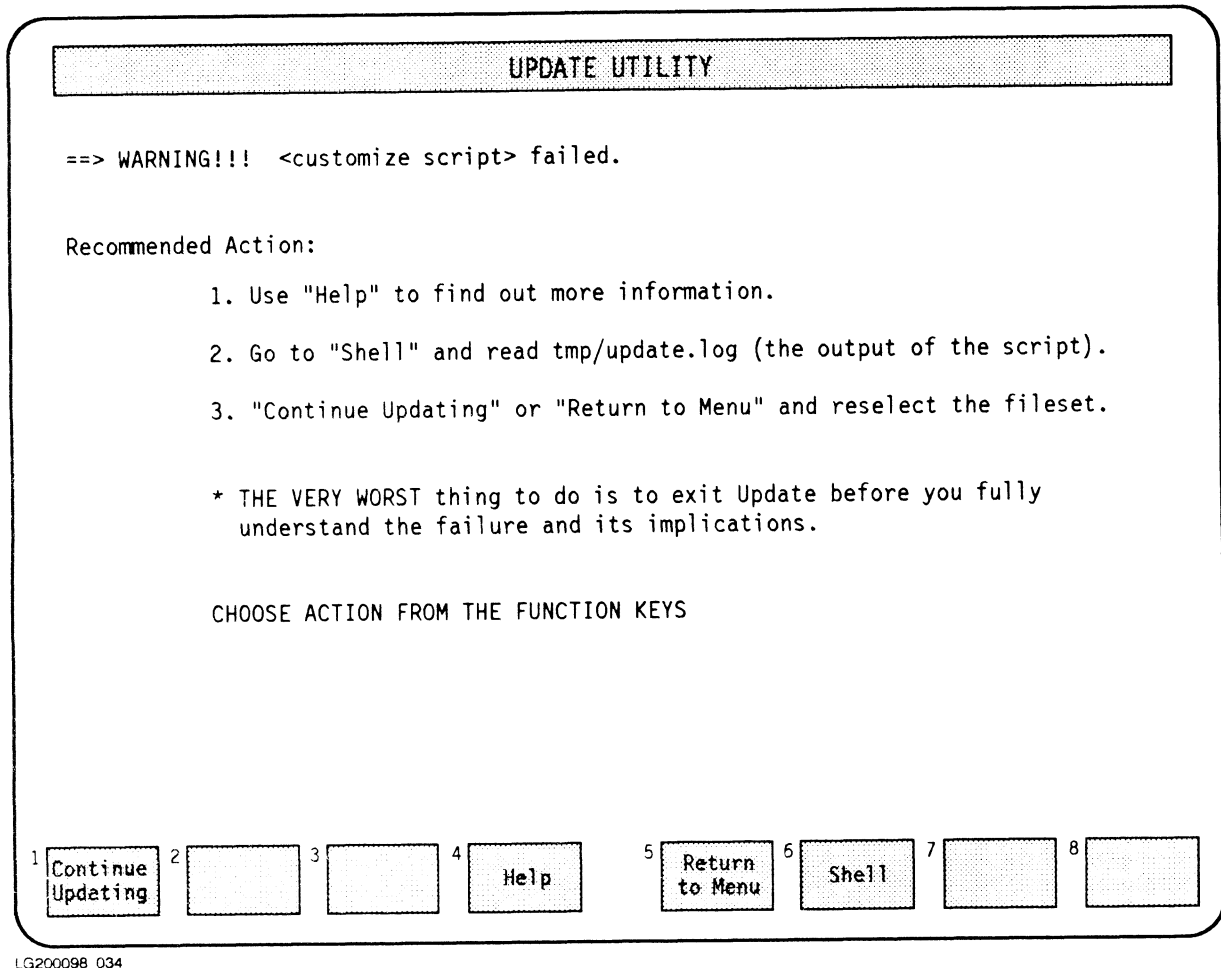 UPDATE UTILITY
==> WARNING!!! <customize script> failed.
Recommended Action:
1. Use "Help" to find out more information.
2. Go to "Shell" and read tmp/update.log (the output of the script).
3. "Continue Updating" or "Return to Menu" and reselect the fileset.
* THE VERY WORST thing to do is to exit Update before you fully
understand the failure and its implications.
CHOOSE ACTION FROM THE FUNCTION KEYS
1 Continue Updating
2
3
4 Help
5 Return to Menu
6 Shell
7
8
LG200098_034